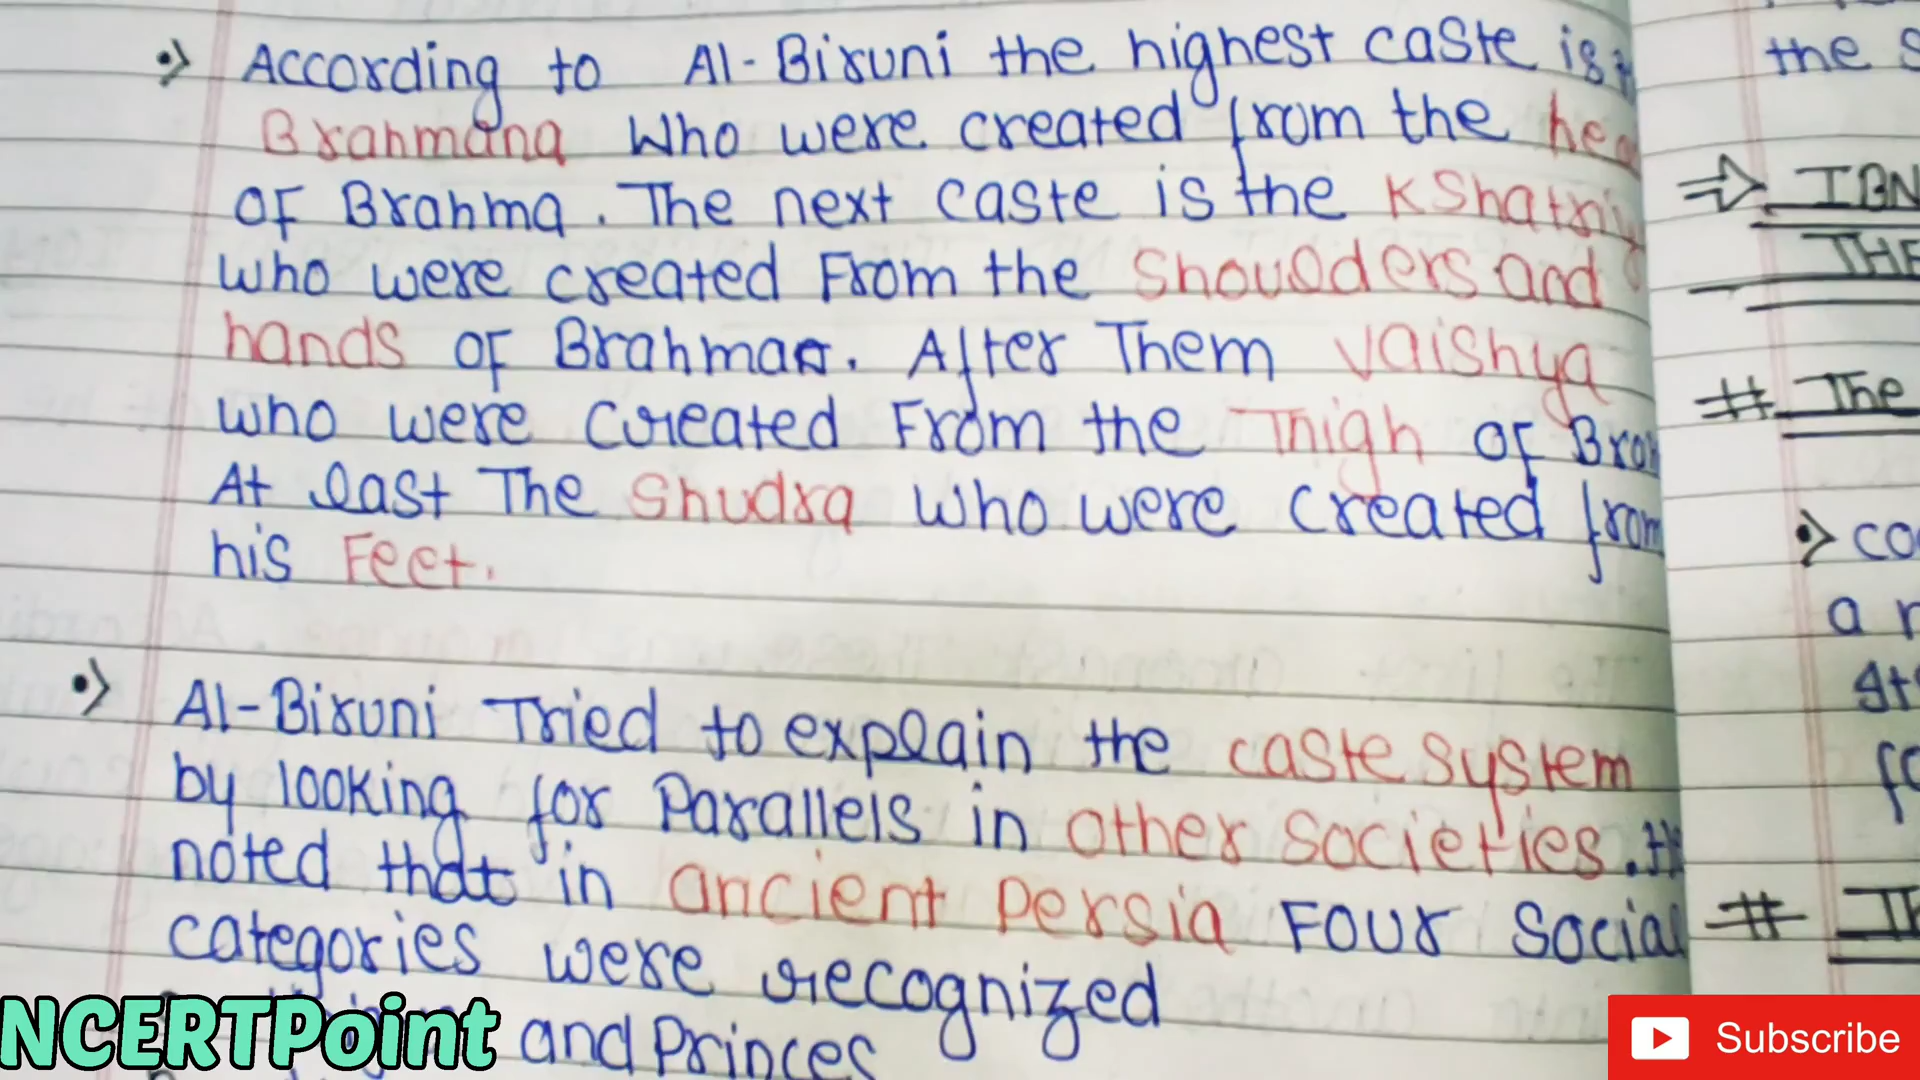 According to Al-Biruni the highest caste is
Brahmana Who were created from the
of Brahma. The next caste is the
who were created From the Shoulders and
hands of Brahma. After Them Vaishya
who were created From the Thigh of
At last The Shudra who were created from
his Feet.
Al-Biruni Tried to explain the caste system
by looking for Parallels in other societies.
noted that in ancient Persia Four Social
categories were recognized
and Princes
the
THE
# The
a
#
NCERTPoint
Subscribe